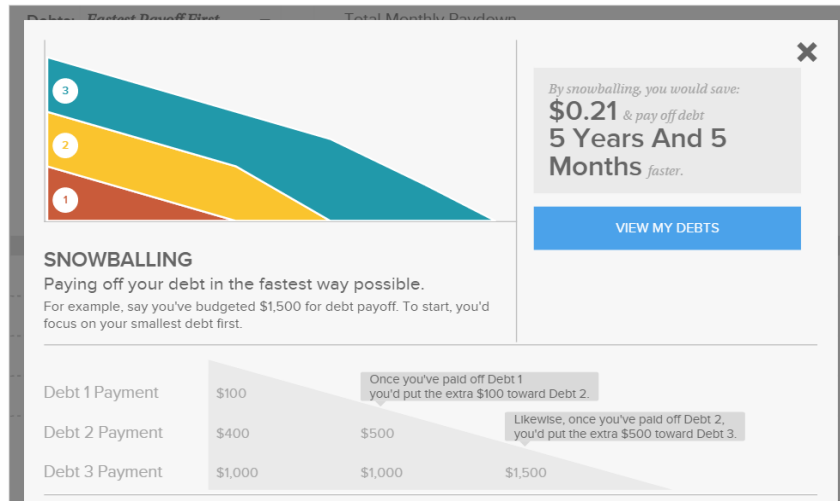 Debts: Fastest Payoff First
Total Monthly Paydown
3
2
1
By snowballing, you would save:
$0.21 & pay off debt
5 Years And 5
Months faster.
VIEW MY DEBTS
SNOWBALLING
Paying off your debt in the fastest way possible.
For example, say you've budgeted $1,500 for debt payoff. To start, you'd
focus on your smallest debt first.
Once you've paid off Debt 1
you'd put the extra $100 toward Debt 2.
Debt 1 Payment $100
Likewise, once you've paid off Debt 2,
you'd put the extra $500 toward Debt 3.
Debt 2 Payment $400 $500
Debt 3 Payment $1,000 $1,000 $1,500